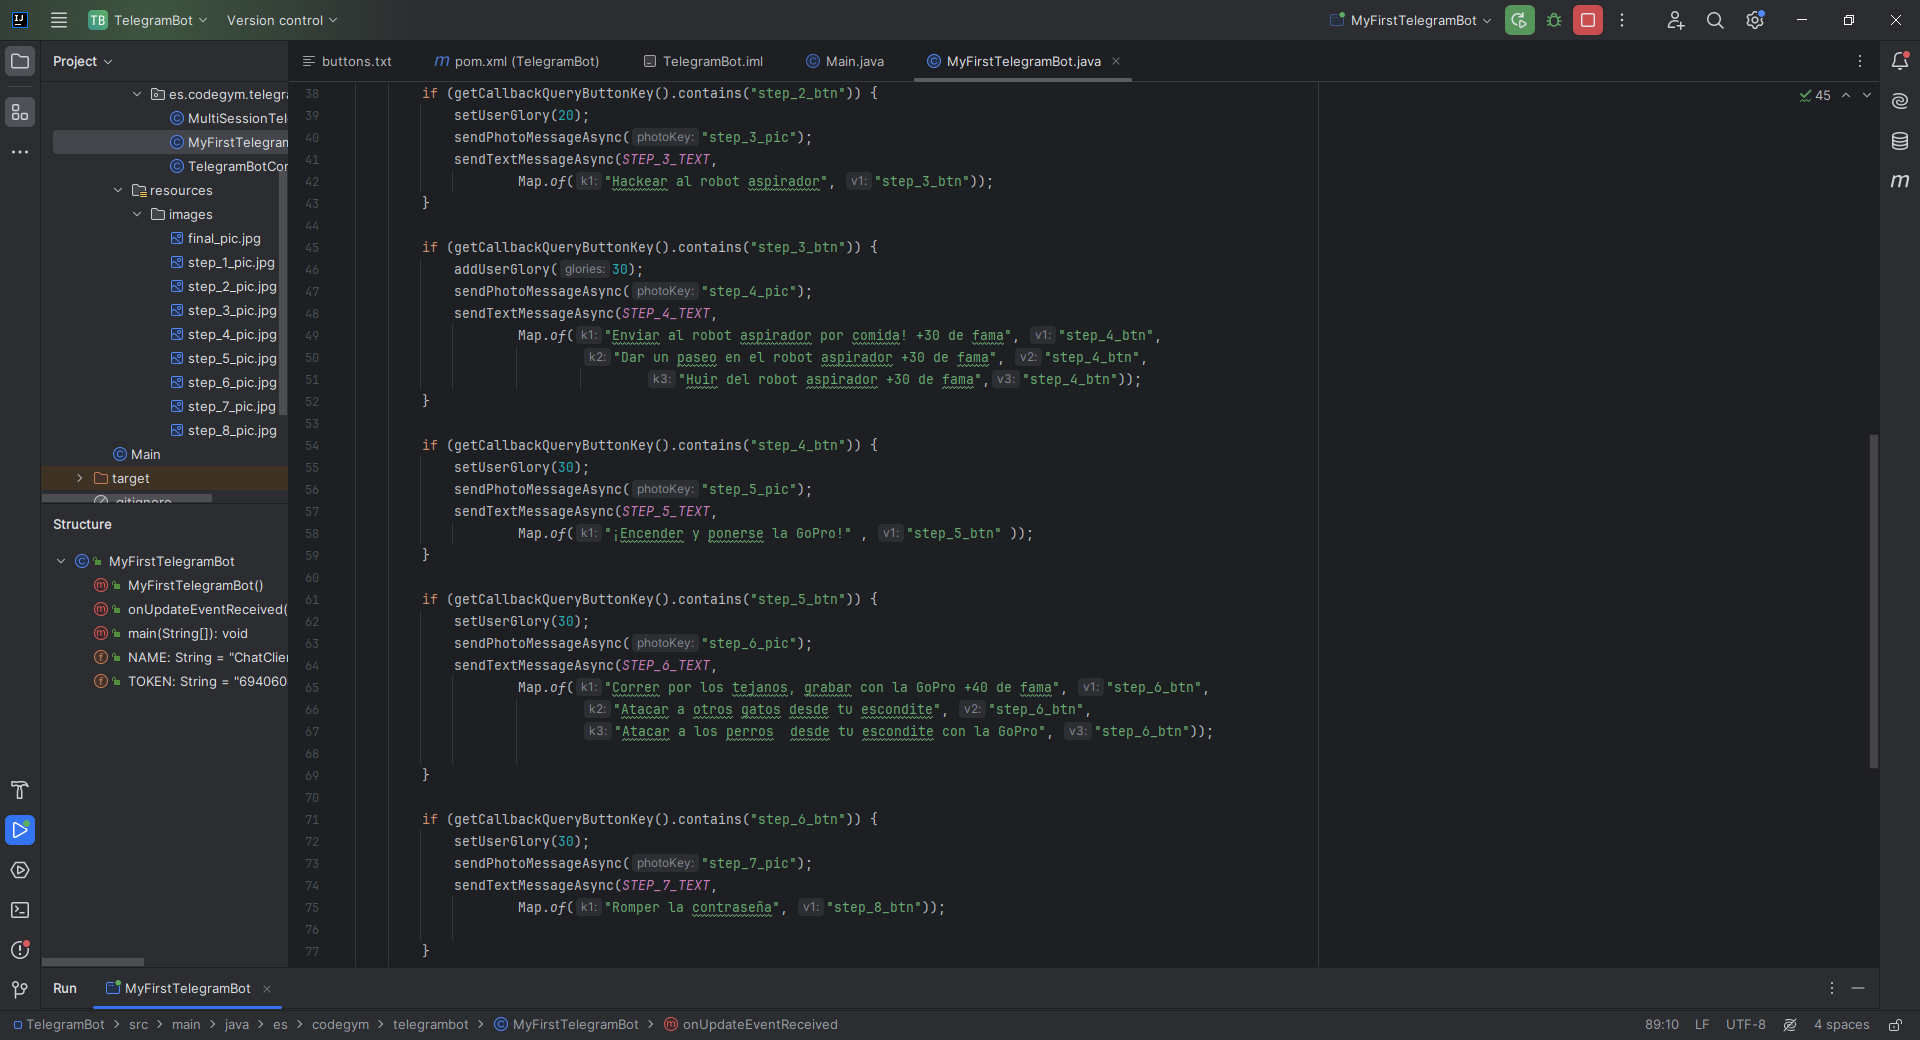 TB TelegramBot Version control MyFirstTelegramBot
Project
buttons.txt pom.xml (TelegramBot) TelegramBot.iml Main.java MyFirstTelegramBot.java
es.codegym.telegra
MultiSessionTel
MyFirstTelegram
TelegramBotCon
resources
images
final_pic.jpg
step_1_pic.jpg
step_2_pic.jpg
step_3_pic.jpg
step_4_pic.jpg
step_5_pic.jpg
step_6_pic.jpg
step_7_pic.jpg
step_8_pic.jpg
Main
target
.gitignore
Structure
MyFirstTelegramBot
MyFirstTelegramBot()
onUpdateEventReceived(
main(String[]): void
NAME: String = "ChatClien
TOKEN: String = "694060
45
38 if (getCallbackQueryButtonKey().contains("step_2_btn")) {
39 setUserGlory(20);
40 sendPhotoMessageAsync( photoKey: "step_3_pic");
41 sendTextMessageAsync(STEP_3_TEXT,
42 Map.of( k1: "Hackear al robot aspirador", v1: "step_3_btn"));
43 }
44
45 if (getCallbackQueryButtonKey().contains("step_3_btn")) {
46 addUserGlory( glories: 30);
47 sendPhotoMessageAsync( photoKey: "step_4_pic");
48 sendTextMessageAsync(STEP_4_TEXT,
49 Map.of( k1: "Enviar al robot aspirador por comida! +30 de fama", v1: "step_4_btn",
50 k2: "Dar un paseo en el robot aspirador +30 de fama", v2: "step_4_btn",
51 k3: "Huir del robot aspirador +30 de fama", v3: "step_4_btn"));
52 }
53
54 if (getCallbackQueryButtonKey().contains("step_4_btn")) {
55 setUserGlory(30);
56 sendPhotoMessageAsync( photoKey: "step_5_pic");
57 sendTextMessageAsync(STEP_5_TEXT,
58 Map.of( k1: "¡Encender y ponerse la GoPro!" , v1: "step_5_btn" ));
59 }
60
61 if (getCallbackQueryButtonKey().contains("step_5_btn")) {
62 setUserGlory(30);
63 sendPhotoMessageAsync( photoKey: "step_6_pic");
64 sendTextMessageAsync(STEP_6_TEXT,
65 Map.of( k1: "Correr por los tejanos, grabar con la GoPro +40 de fama", v1: "step_6_btn",
66 k2: "Atacar a otros gatos desde tu escondite", v2: "step_6_btn",
67 k3: "Atacar a los perros  desde tu escondite con la GoPro", v3: "step_6_btn"));
68
69 }
70
71 if (getCallbackQueryButtonKey().contains("step_6_btn")) {
72 setUserGlory(30);
73 sendPhotoMessageAsync( photoKey: "step_7_pic");
74 sendTextMessageAsync(STEP_7_TEXT,
75 Map.of( k1: "Romper la contraseña", v1: "step_8_btn"));
76
77 }
Run MyFirstTelegramBot
TelegramBot > src > main > java > es > codegym > telegrambot > MyFirstTelegramBot > onUpdateEventReceived 89:10 LF UTF-8 4 spaces